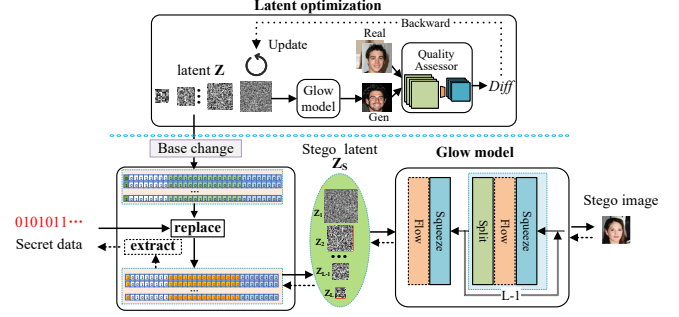 Latent optimization
Backward
Real
Update
Quality
Assessor
latent Z
Glow
model
Diff
Gen
Base change
Stego latent
Z_S
Glow model
Stego image
0101011···
Secret data
replace
extract
...
...
Z_1
Z_2
Z_{L-1}
Z_L
Flow
Squeeze
Split
Flow
Squeeze
L-1